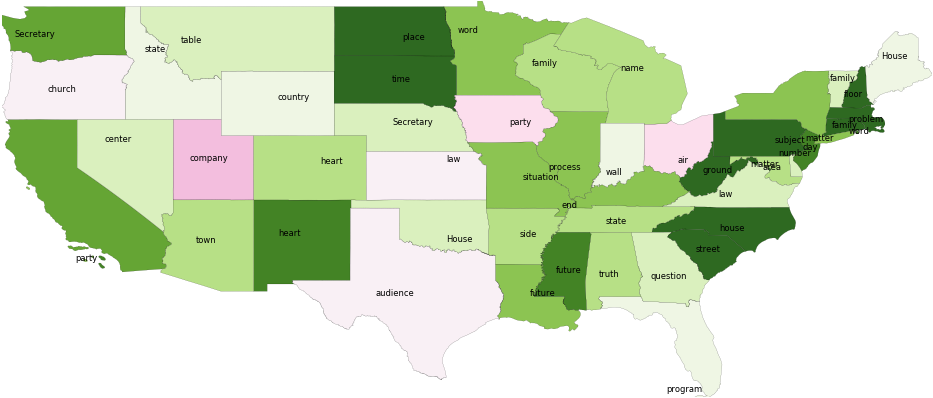 word
Secretary
place
table
state
House
family
name
time
family
church
country
floor
Secretary
problem
party
family
word
center
matter
subject
day
number
company
heart
law
air
matter
area
process
ground
wall
situation
law
end
state
house
side
heart
town
House
street
party
future
truth
question
audience
future
program